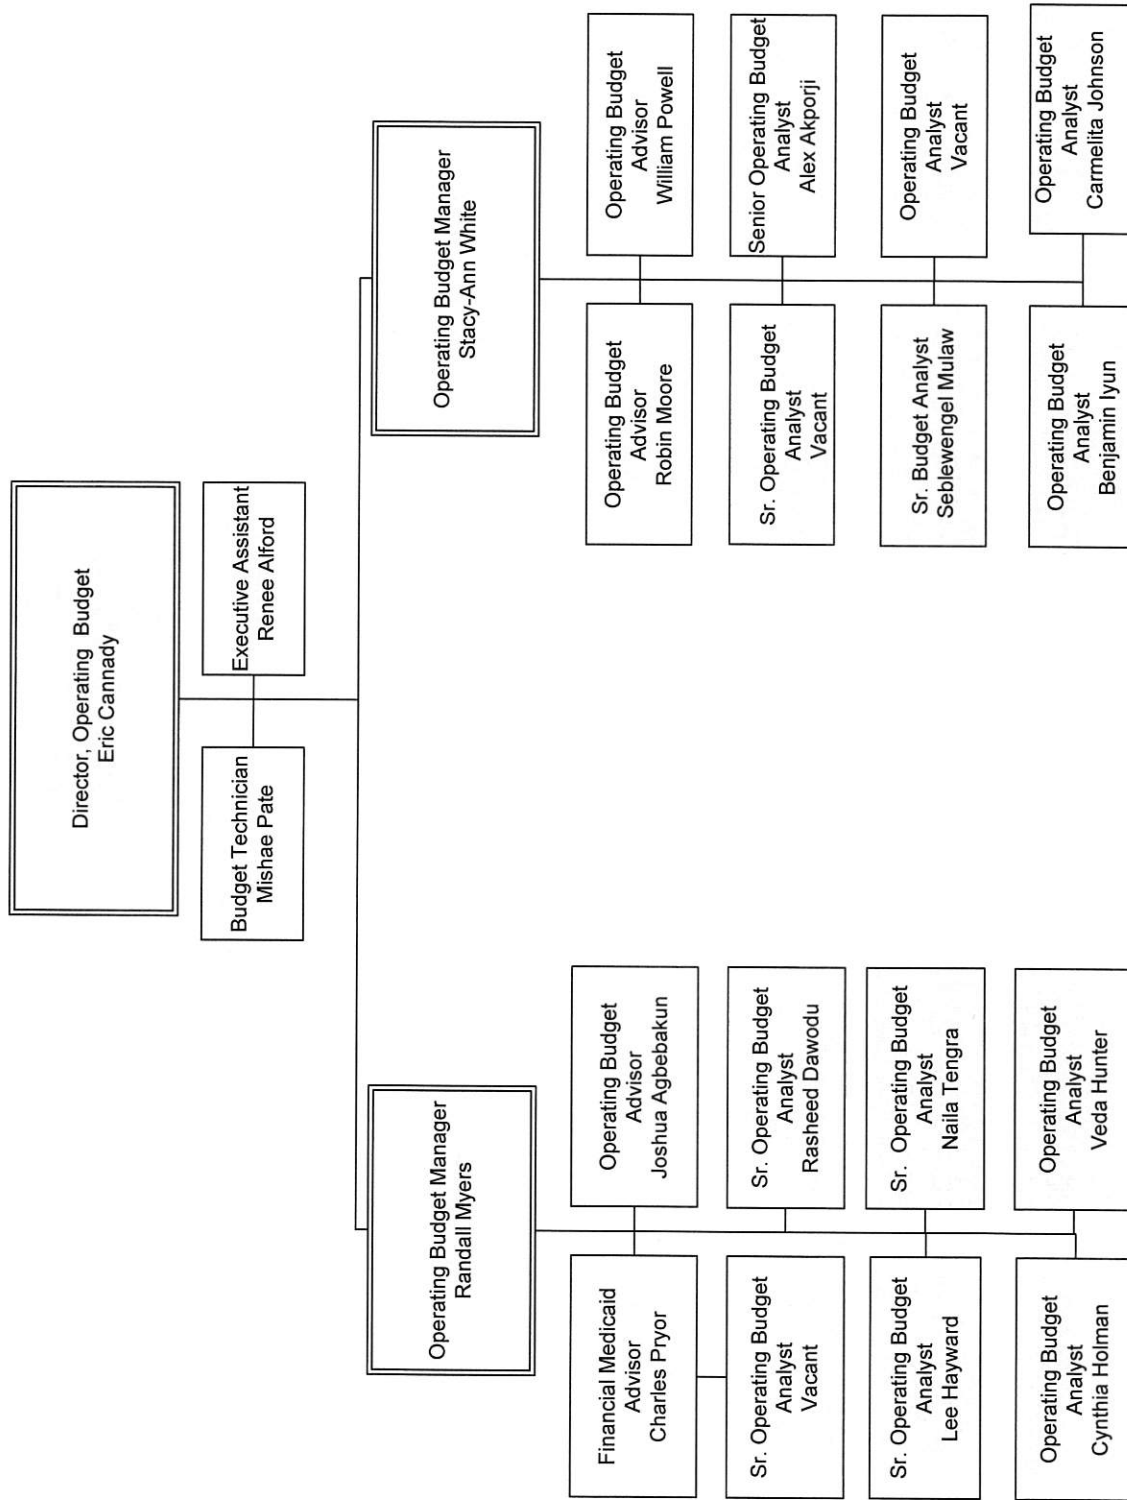 Director, Operating Budget
Eric Cannady
Budget Technician
Mishae Pate
Executive Assistant
Renee Alford
Operating Budget Manager
Randall Myers
Operating Budget Manager
Stacy-Ann White
Financial Medicaid
Advisor
Charles Pryor
Operating Budget
Advisor
Joshua Agbebakun
Operating Budget
Advisor
Robin Moore
Operating Budget
Advisor
William Powell
Sr. Operating Budget
Analyst
Vacant
Sr. Operating Budget
Analyst
Rasheed Dawodu
Sr. Operating Budget
Analyst
Vacant
Senior Operating Budget
Analyst
Alex Akporji
Sr. Operating Budget
Analyst
Lee Hayward
Sr. Operating Budget
Analyst
Naila Tengra
Sr. Budget Analyst
Seblewengel Mulaw
Operating Budget
Analyst
Vacant
Operating Budget
Analyst
Cynthia Holman
Operating Budget
Analyst
Veda Hunter
Operating Budget
Analyst
Benjamin Iyun
Operating Budget
Analyst
Carmelita Johnson